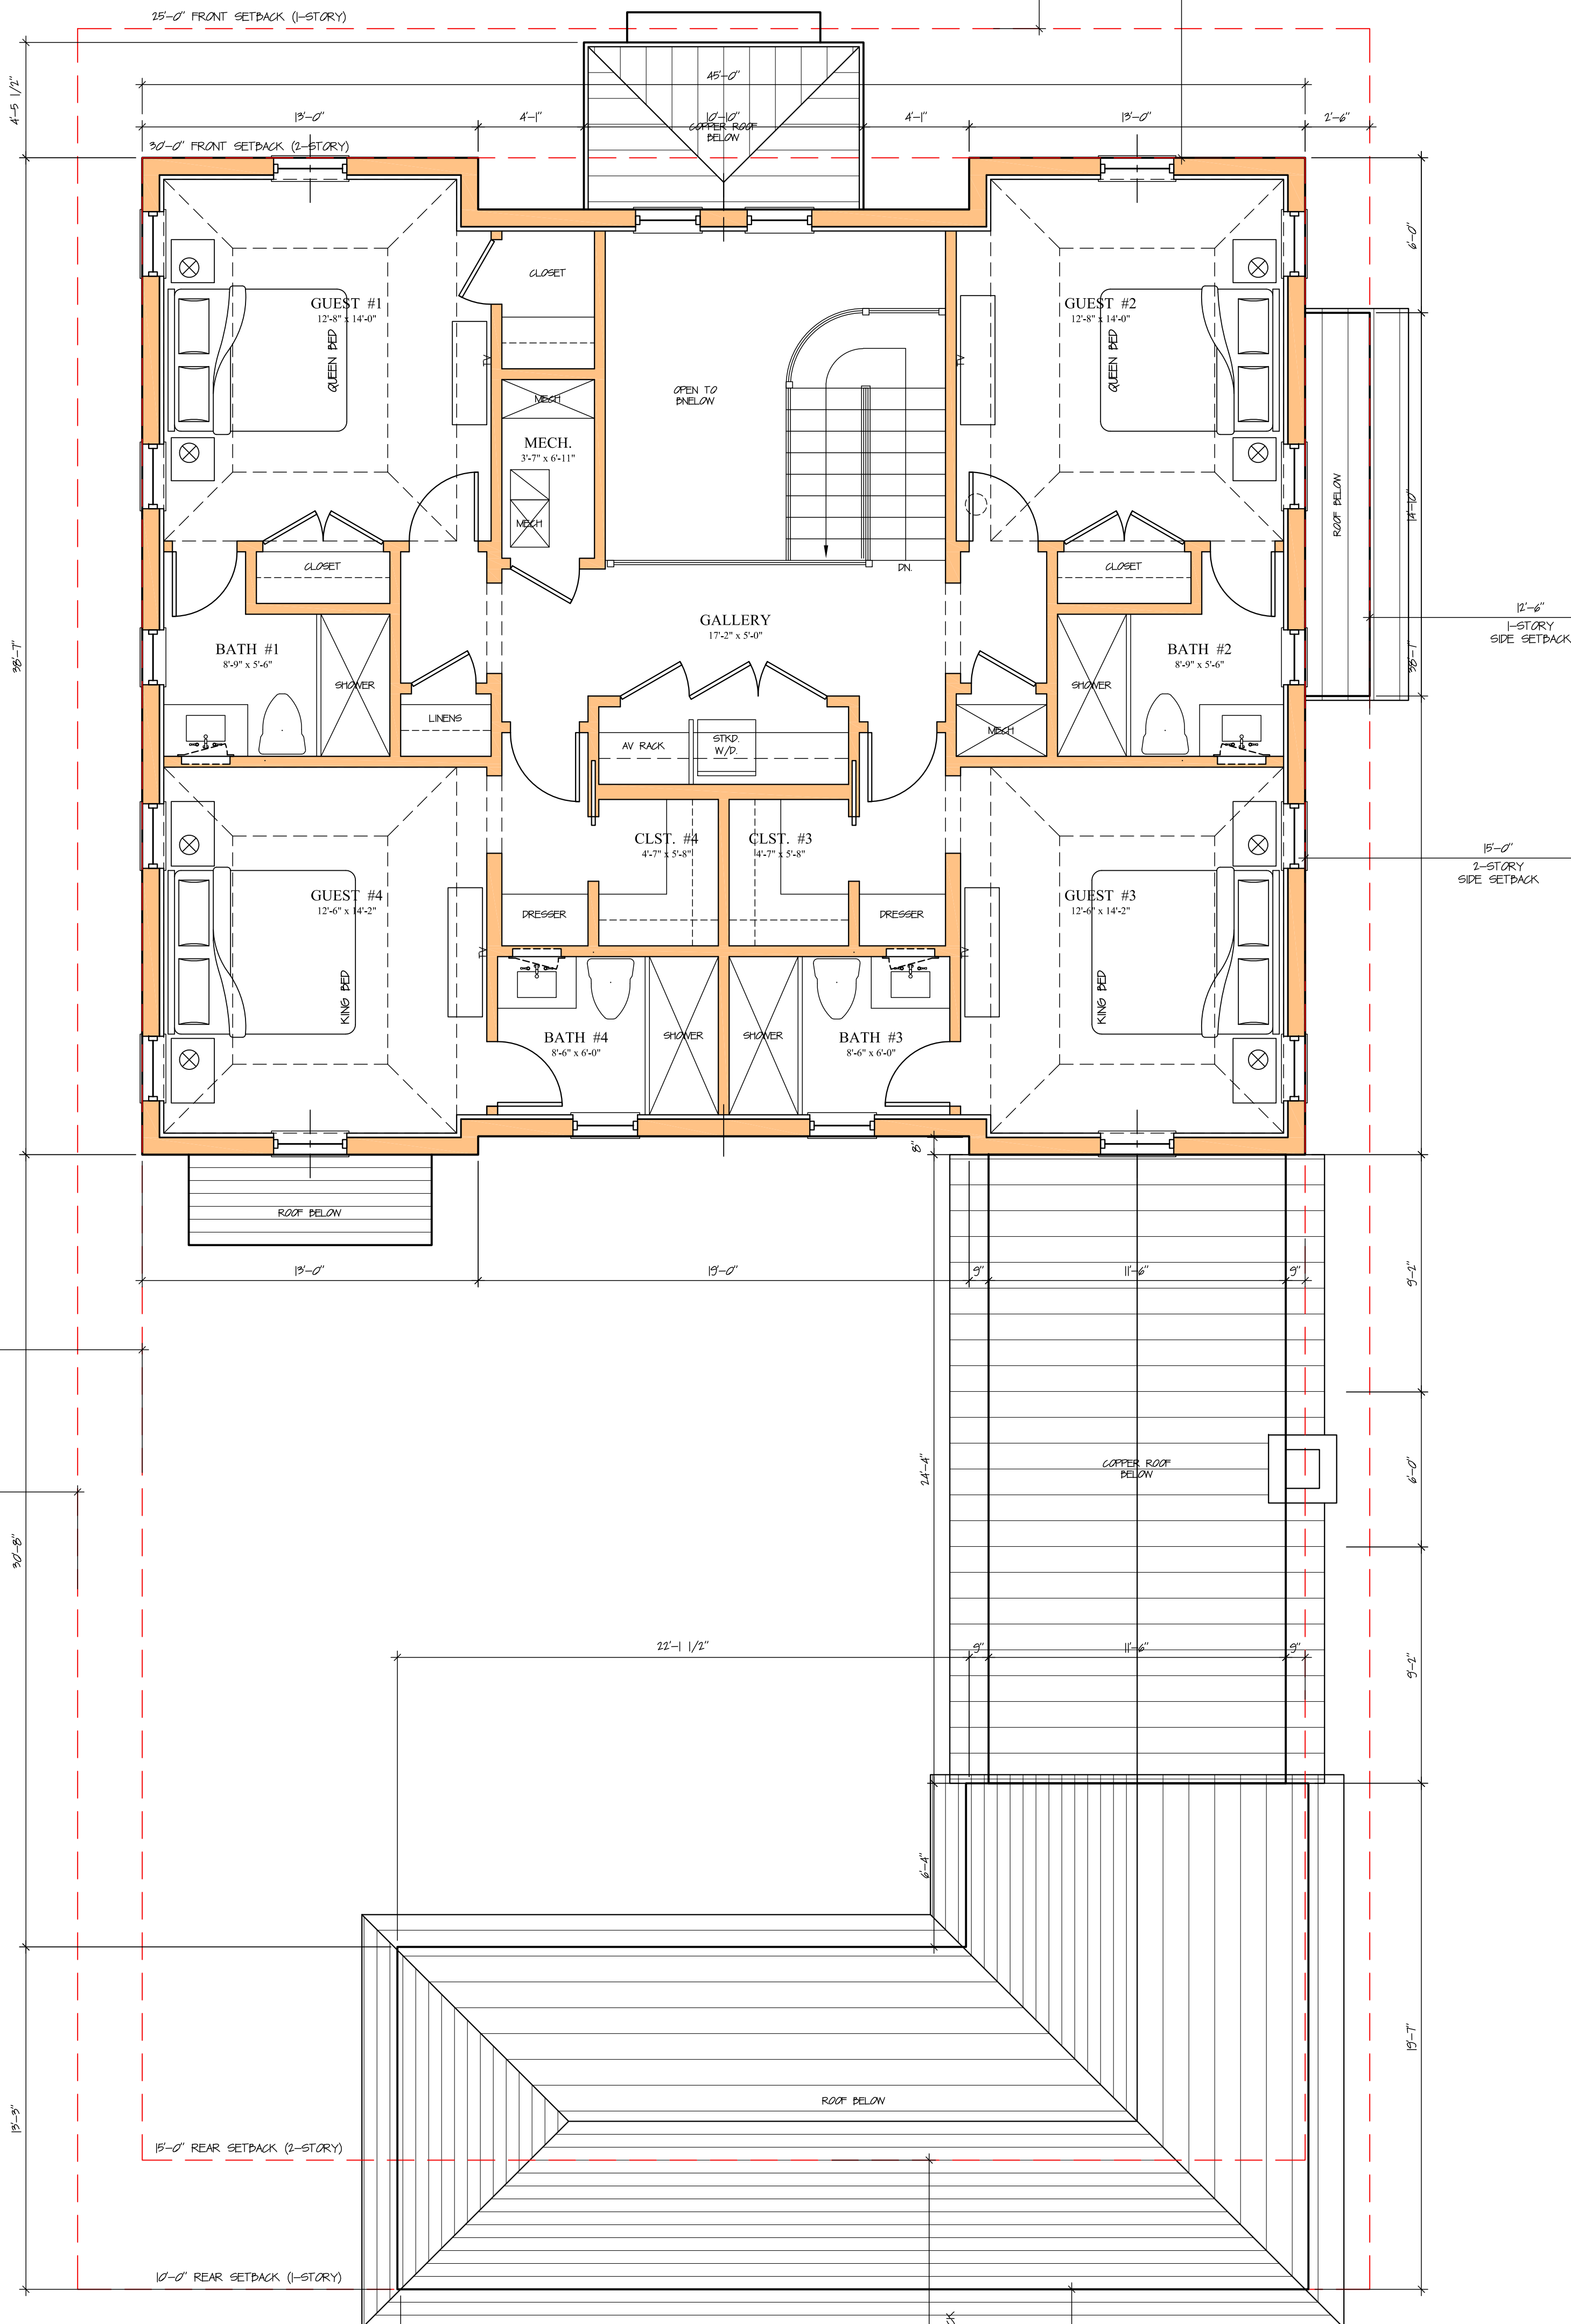 25'-0" FRONT SETBACK (1-STORY)
45'-0"
4'-5 1/2"
13'-0"
4'-1"
10'-10"
4'-1"
13'-0"
2'-6"
COPPER ROOF
BELOW
30'-0" FRONT SETBACK (2-STORY)
6'-0"
CLOSET
GUEST #1
12'-8" x 14'-0"
QUEEN BED
TV
OPEN TO
BNELOW
GUEST #2
12'-8" x 14'-0"
QUEEN BED
TV
MECH
MECH.
3'-7" x 6'-11"
MECH
ROOF BELOW
14'-10"
CLOSET
DN.
CLOSET
GALLERY
17'-2" x 5'-0"
12'-6"
1-STORY
SIDE SETBACK
38'-7"
BATH #1
8'-9" x 5'-6"
SHOWER
BATH #2
8'-9" x 5'-6"
SHOWER
38'-7"
LINENS
AV RACK
STKD.
W/D.
MECH
CLST. #4
4'-7" x 5'-8"
CLST. #3
4'-7" x 5'-8"
15'-0"
2-STORY
SIDE SETBACK
GUEST #4
12'-6" x 14'-2"
KING BED
TV
DRESSER
DRESSER
GUEST #3
12'-6" x 14'-2"
KING BED
TV
BATH #4
8'-6" x 6'-0"
SHOWER
SHOWER
BATH #3
8'-6" x 6'-0"
8"
ROOF BELOW
13'-0"
19'-0"
9"
11'-6"
9"
9'-2"
24'-4"
COPPER ROOF
BELOW
6'-0"
30'-8"
22'-1 1/2"
9"
11'-6"
9"
9'-2"
6'-4"
19'-7"
ROOF BELOW
13'-3"
15'-0" REAR SETBACK (2-STORY)
10'-0" REAR SETBACK (1-STORY)